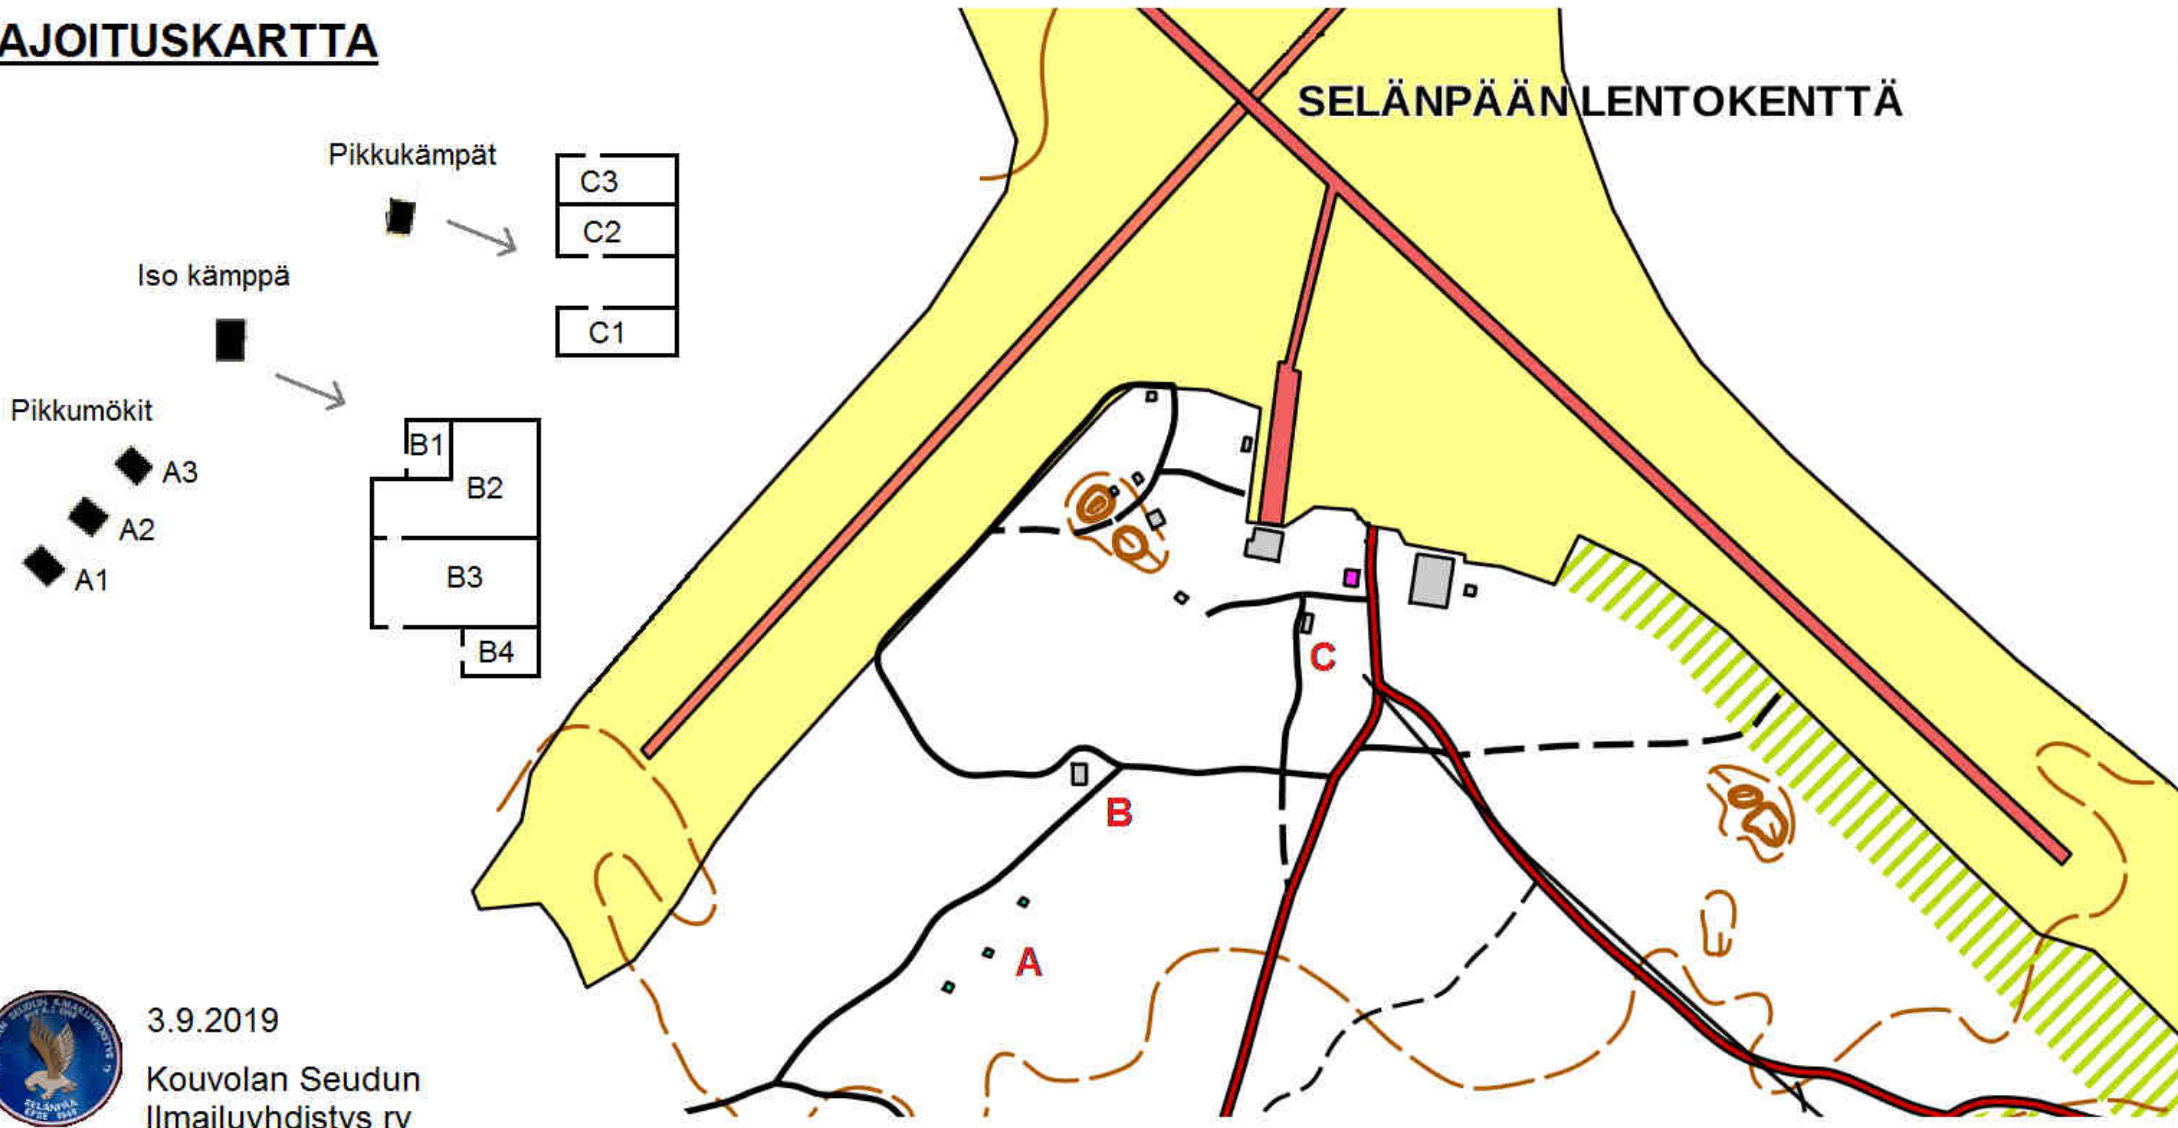 AJOITUSKARTTA
SELÄNPÄÄN LENTOKENTTÄ
Pikkukämpät
C3
C2
C1
Iso kämppä
B1
B2
B3
B4
Pikkumökit
A3
A2
A1
C
B
A
3.9.2019
Kouvolan Seudun
Ilmailuyhdistys ry
SELÄNPÄÄ